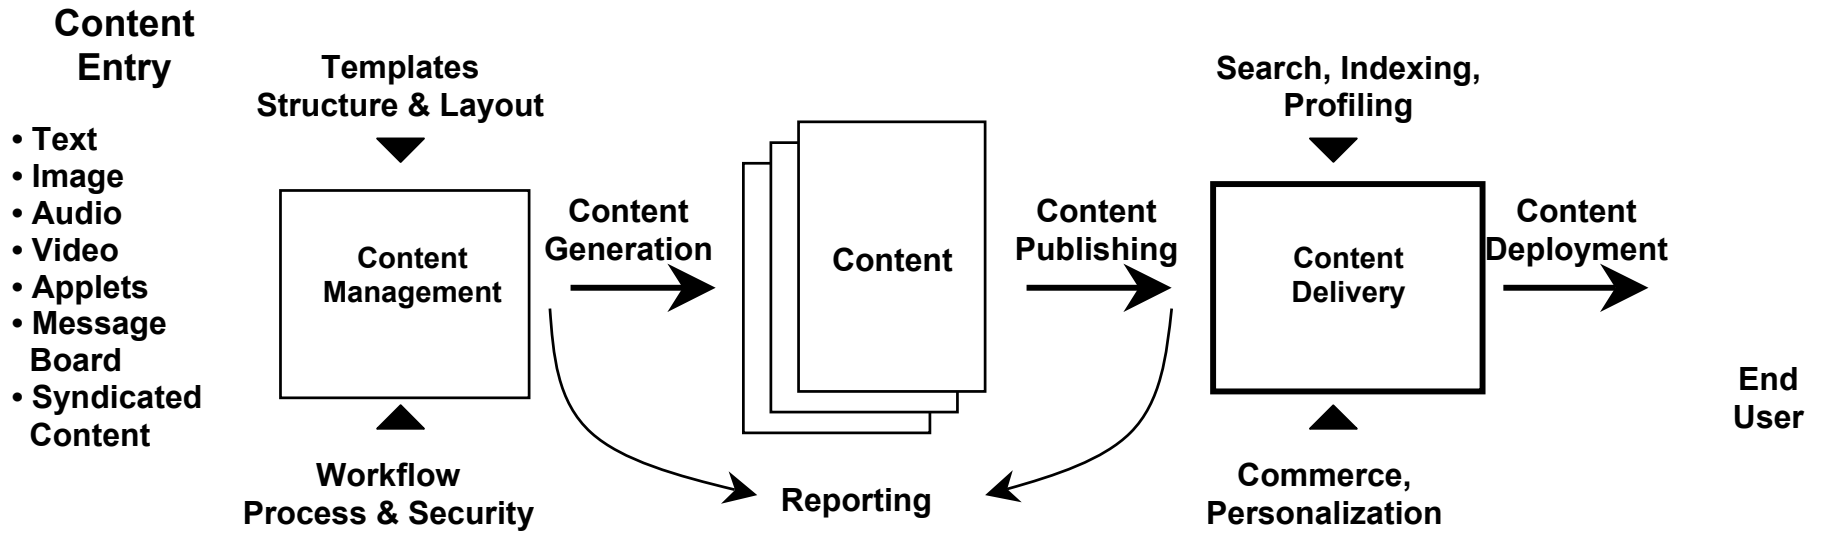 Content
Entry
• Text
• Image
• Audio
• Video
• Applets
• Message
Board
• Syndicated
Content
Templates
Structure & Layout
Content
Management
Workflow
Process & Security
Content
Generation
Content
Reporting
Content
Publishing
Search, Indexing,
Profiling
Content
Delivery
Commerce,
Personalization
Content
Deployment
End
User